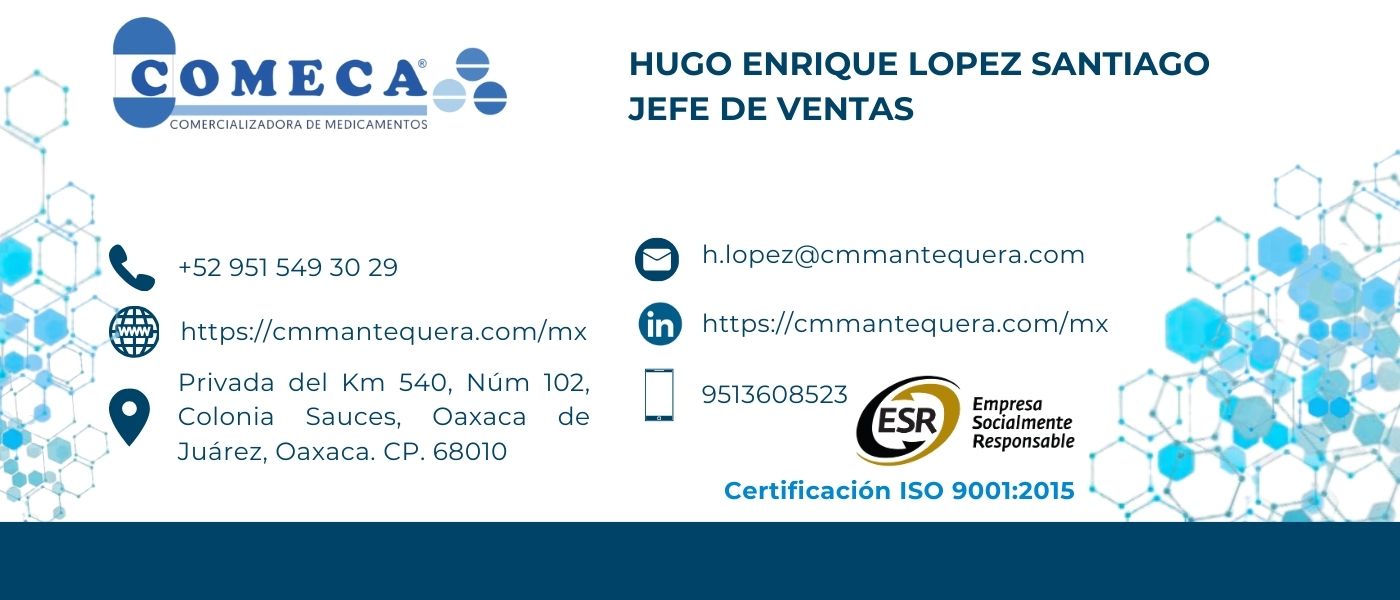 COMECA®
COMERCIALIZADORA DE MEDICAMENTOS
HUGO ENRIQUE LOPEZ SANTIAGO
JEFE DE VENTAS
+52 951 549 30 29
www
https://cmmantequera.com/mx
Privada del Km 540, Núm 102,
Colonia Sauces, Oaxaca de
Juárez, Oaxaca. CP. 68010
h.lopez@cmmantequera.com
in
https://cmmantequera.com/mx
9513608523
ESR
Empresa
Socialmente
Responsable
Certificación ISO 9001:2015